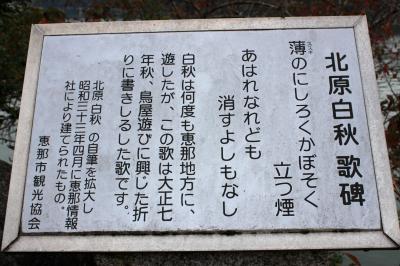 北原白秋歌碑
薄のにしろくかぼそく
ススキ
立つ煙
あはれなれども
消すよしもなし
白秋は何度も恵那地方に、
遊したが、この歌は大正七
年秋、鳥屋遊びに興じた折
りに書きしるした歌です。
北原白秋の自筆を拡大し
昭和三十三年四月に恵那情報
社により建てられたもの。
恵那市観光協会